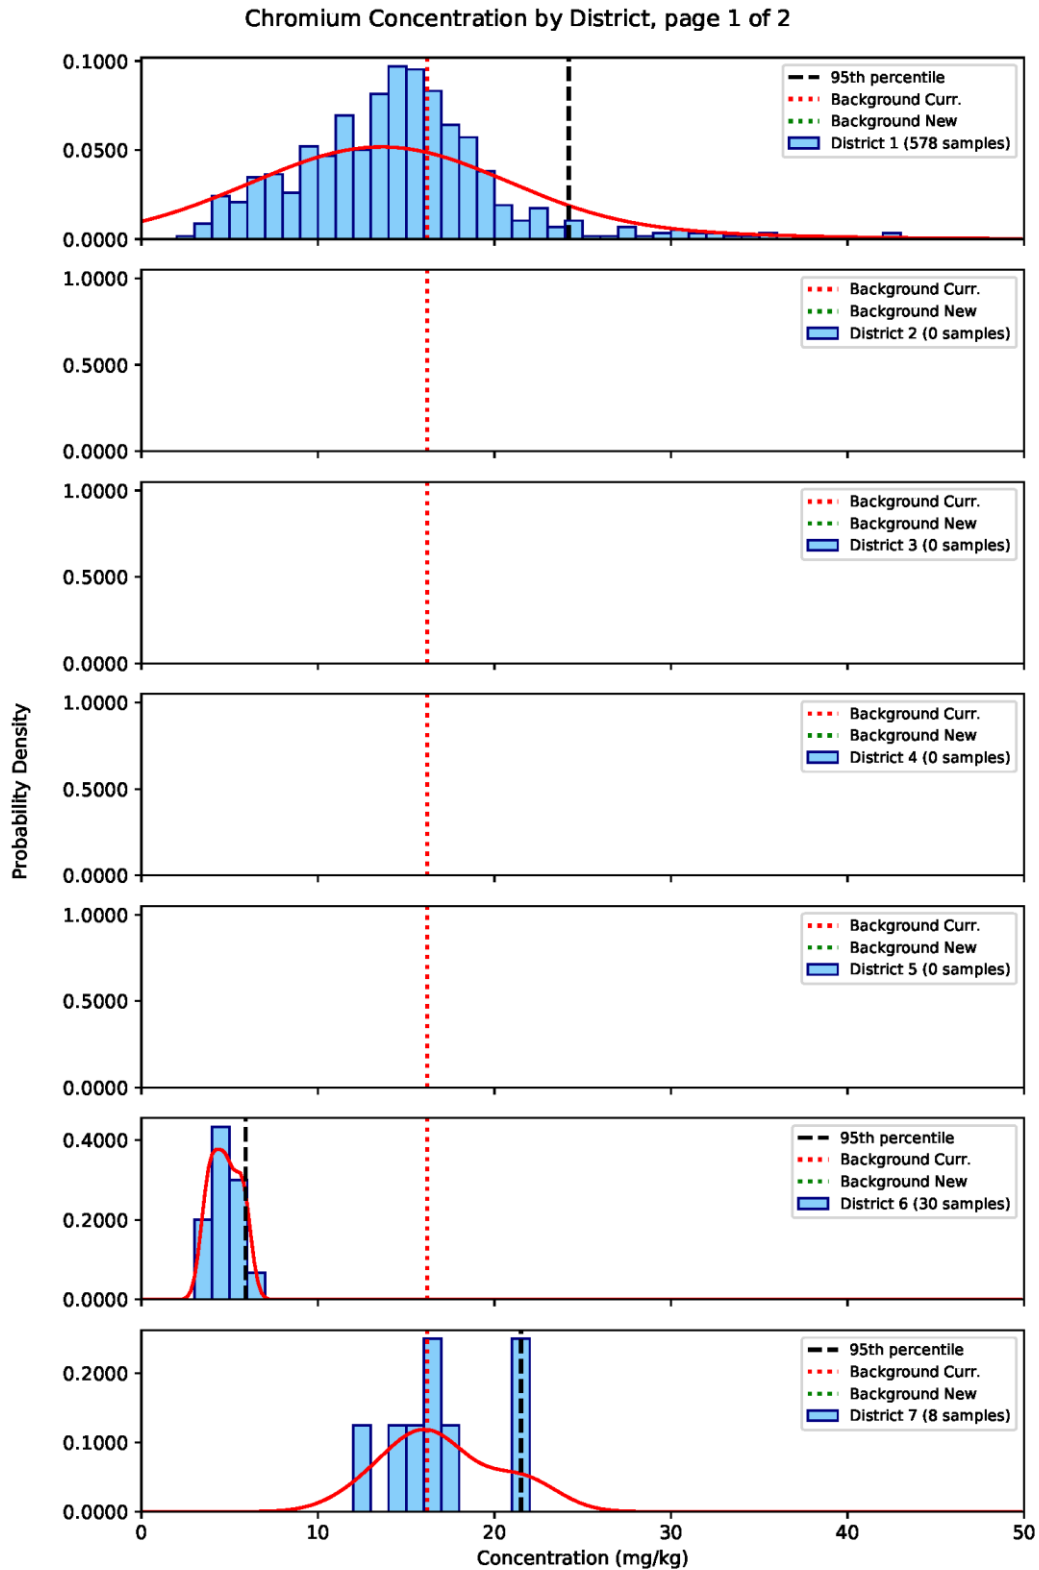 Chromium Concentration by District, page 1 of 2
0.1000
0.0500
0.0000
95th percentile
Background Curr.
Background New
District 1 (578 samples)
1.0000
0.5000
0.0000
Background Curr.
Background New
District 2 (0 samples)
1.0000
0.5000
0.0000
Background Curr.
Background New
District 3 (0 samples)
Probability Density
1.0000
0.5000
0.0000
Background Curr.
Background New
District 4 (0 samples)
1.0000
0.5000
0.0000
Background Curr.
Background New
District 5 (0 samples)
0.4000
0.2000
0.0000
95th percentile
Background Curr.
Background New
District 6 (30 samples)
0.2000
0.1000
0.0000
95th percentile
Background Curr.
Background New
District 7 (8 samples)
0 10 20 30 40 50
Concentration (mg/kg)